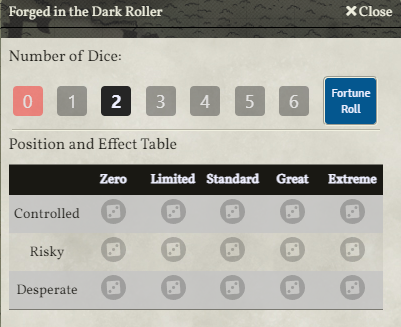 Forged in the Dark Roller
Close
Number of Dice:
0 1 2 3 4 5 6 Fortune Roll
Position and Effect Table
Zero Limited Standard Great Extreme
Controlled
Risky
Desperate